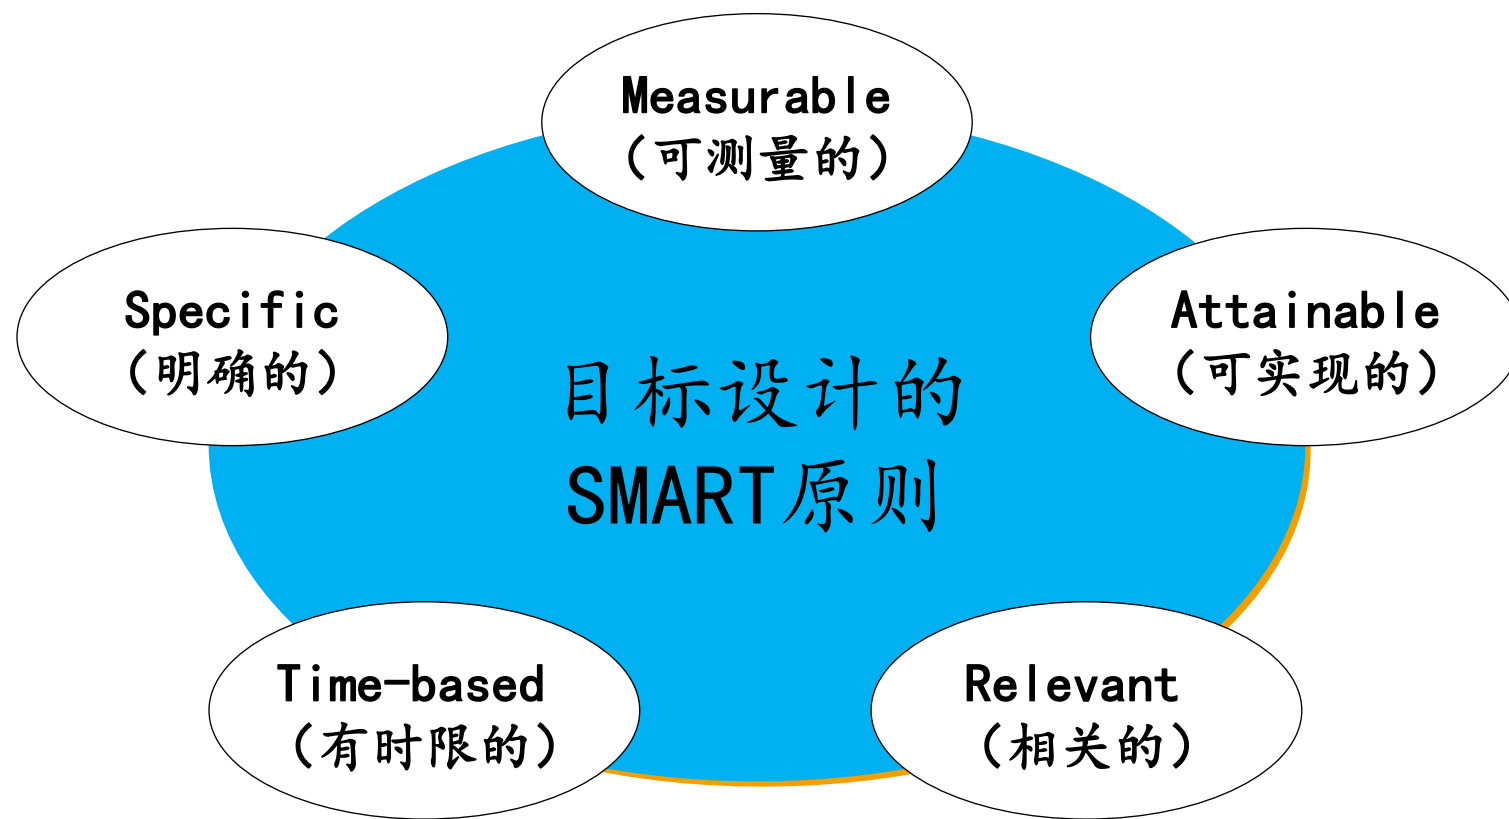 Measurable
（可测量的）
Specific
（明确的）
Attainable
（可实现的）
目标设计的
SMART原则
Time-based
（有时限的）
Relevant
（相关的）